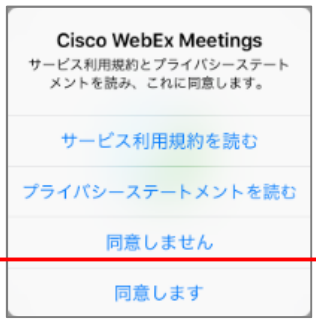 Cisco WebEx Meetings
サービス利用規約とプライバシーステート
メントを読み、これに同意します。
サービス利用規約を読む
プライバシーステートメントを読む
同意しません
同意します